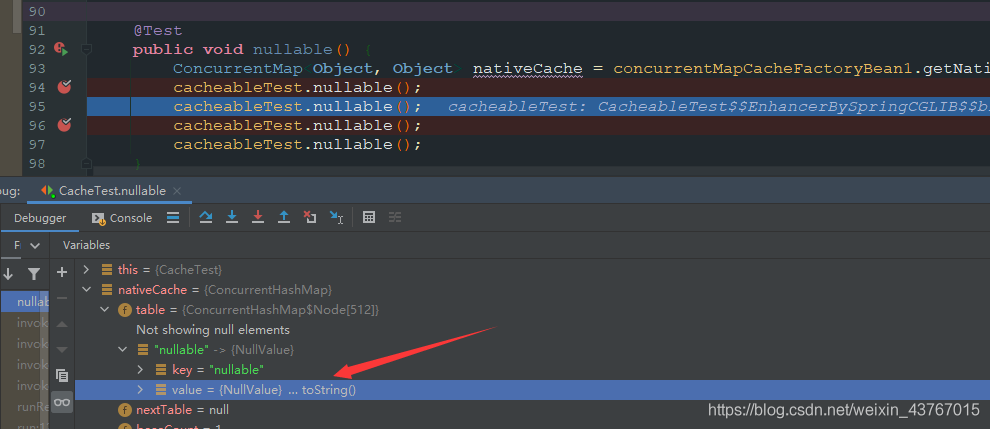 90
91 @Test
92 public void nullable() {
93 ConcurrentMap Object, Object> nativeCache = concurrentMapCacheFactoryBean1.getNati
94 cacheableTest.nullable();
95 cacheableTest.nullable(); cacheableTest: CacheableTest$$EnhancerBySpringCGLIB$$b
96 cacheableTest.nullable();
97 cacheableTest.nullable();
98 }
bug: CacheTest.nullable ×
Debugger Console
F Variables
this = {CacheTest}
nativeCache = {ConcurrentHashMap}
table = {ConcurrentHashMap$Node[512]}
Not showing null elements
nullab "nullable" -> {NullValue}
invok key = "nullable"
invok value = {NullValue} ... toString()
invok nextTable = null
runRe baseCount = 1
https://blog.csdn.net/weixin_43767015